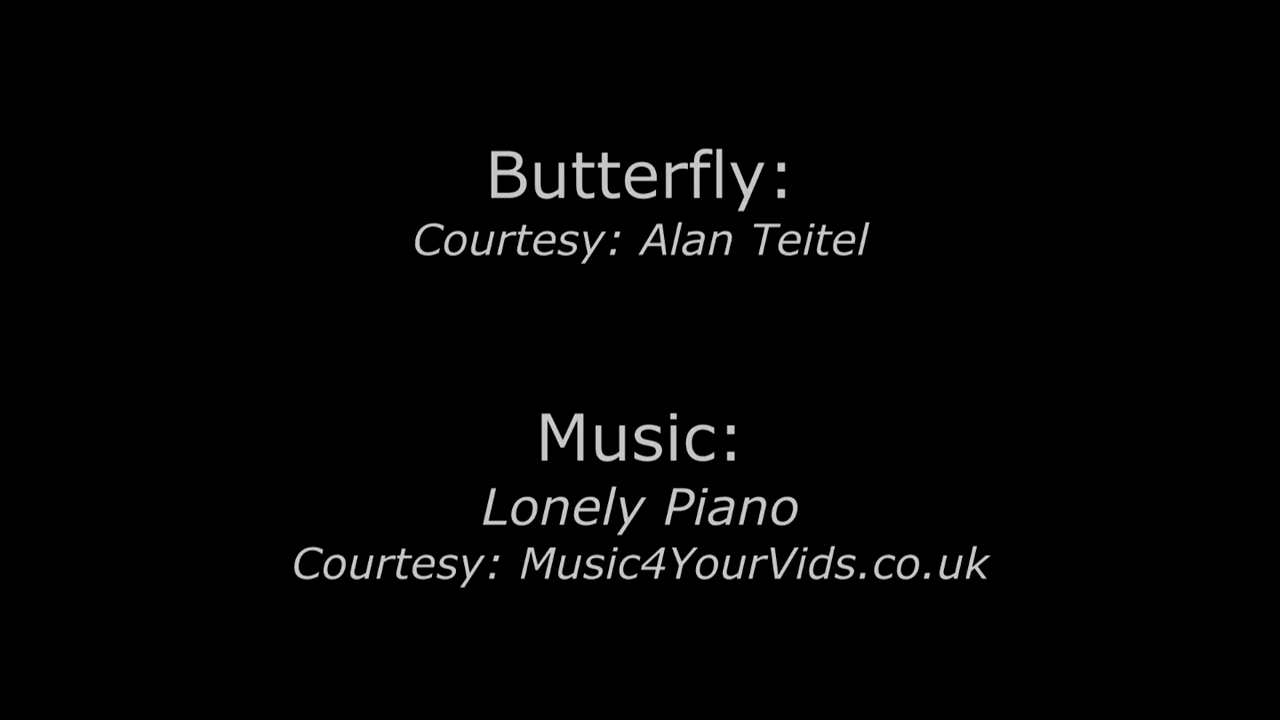 Butterfly:
Courtesy: Alan Teitel
Music:
Lonely Piano
Courtesy: Music4YourVids.co.uk